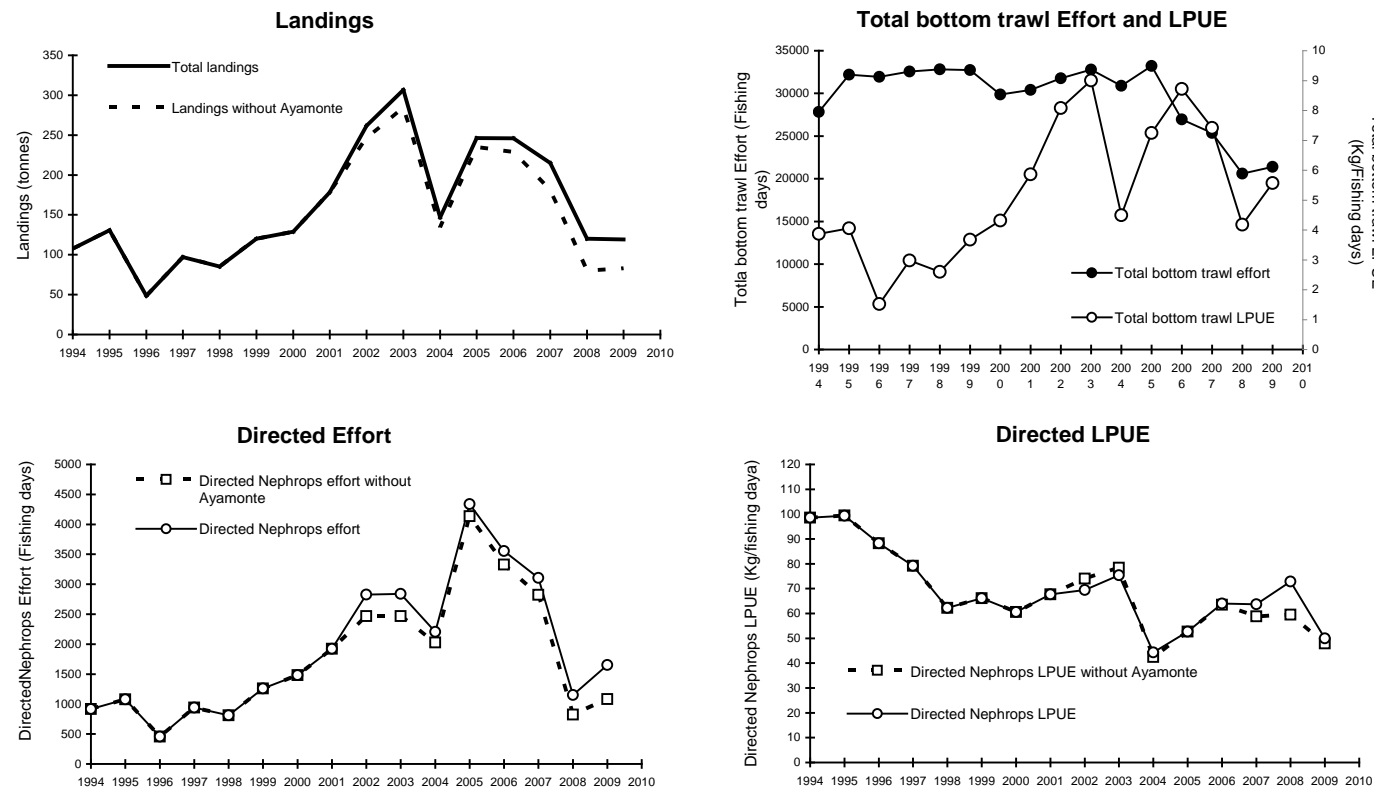 Landings
350
300
250
200
150
100
50
0
Landings (tonnes)
Total landings
Landings without Ayamonte
1994 1995 1996 1997 1998 1999 2000 2001 2002 2003 2004 2005 2006 2007 2008 2009 2010
Total bottom trawl Effort and LPUE
35000
30000
25000
20000
15000
10000
5000
0
Totla bottom trawl Effort (Fishing
days)
10
9
8
7
6
5
4
3
2
1
0
(Kg/Fishing days)
Total bottom trawl effort
Total bottom trawl LPUE
199 199 199 199 199 199 200 200 200 200 200 200 200 200 200 200 201
4 5 6 7 8 9 0 1 2 3 4 5 6 7 8 9 0
Directed Effort
5000
4500
4000
3500
3000
2500
2000
1500
1000
500
0
DirectedNephrops Effort (Fishing days)
Directed Nephrops effort without
Ayamonte
Directed Nephrops effort
1994 1995 1996 1997 1998 1999 2000 2001 2002 2003 2004 2005 2006 2007 2008 2009 2010
Directed LPUE
120
110
100
90
80
70
60
50
40
30
20
10
0
Directed Nephrops LPUE (Kg/fishing daya)
Directed Nephrops LPUE without Ayamonte
Directed Nephrops LPUE
1994 1995 1996 1997 1998 1999 2000 2001 2002 2003 2004 2005 2006 2007 2008 2009 2010